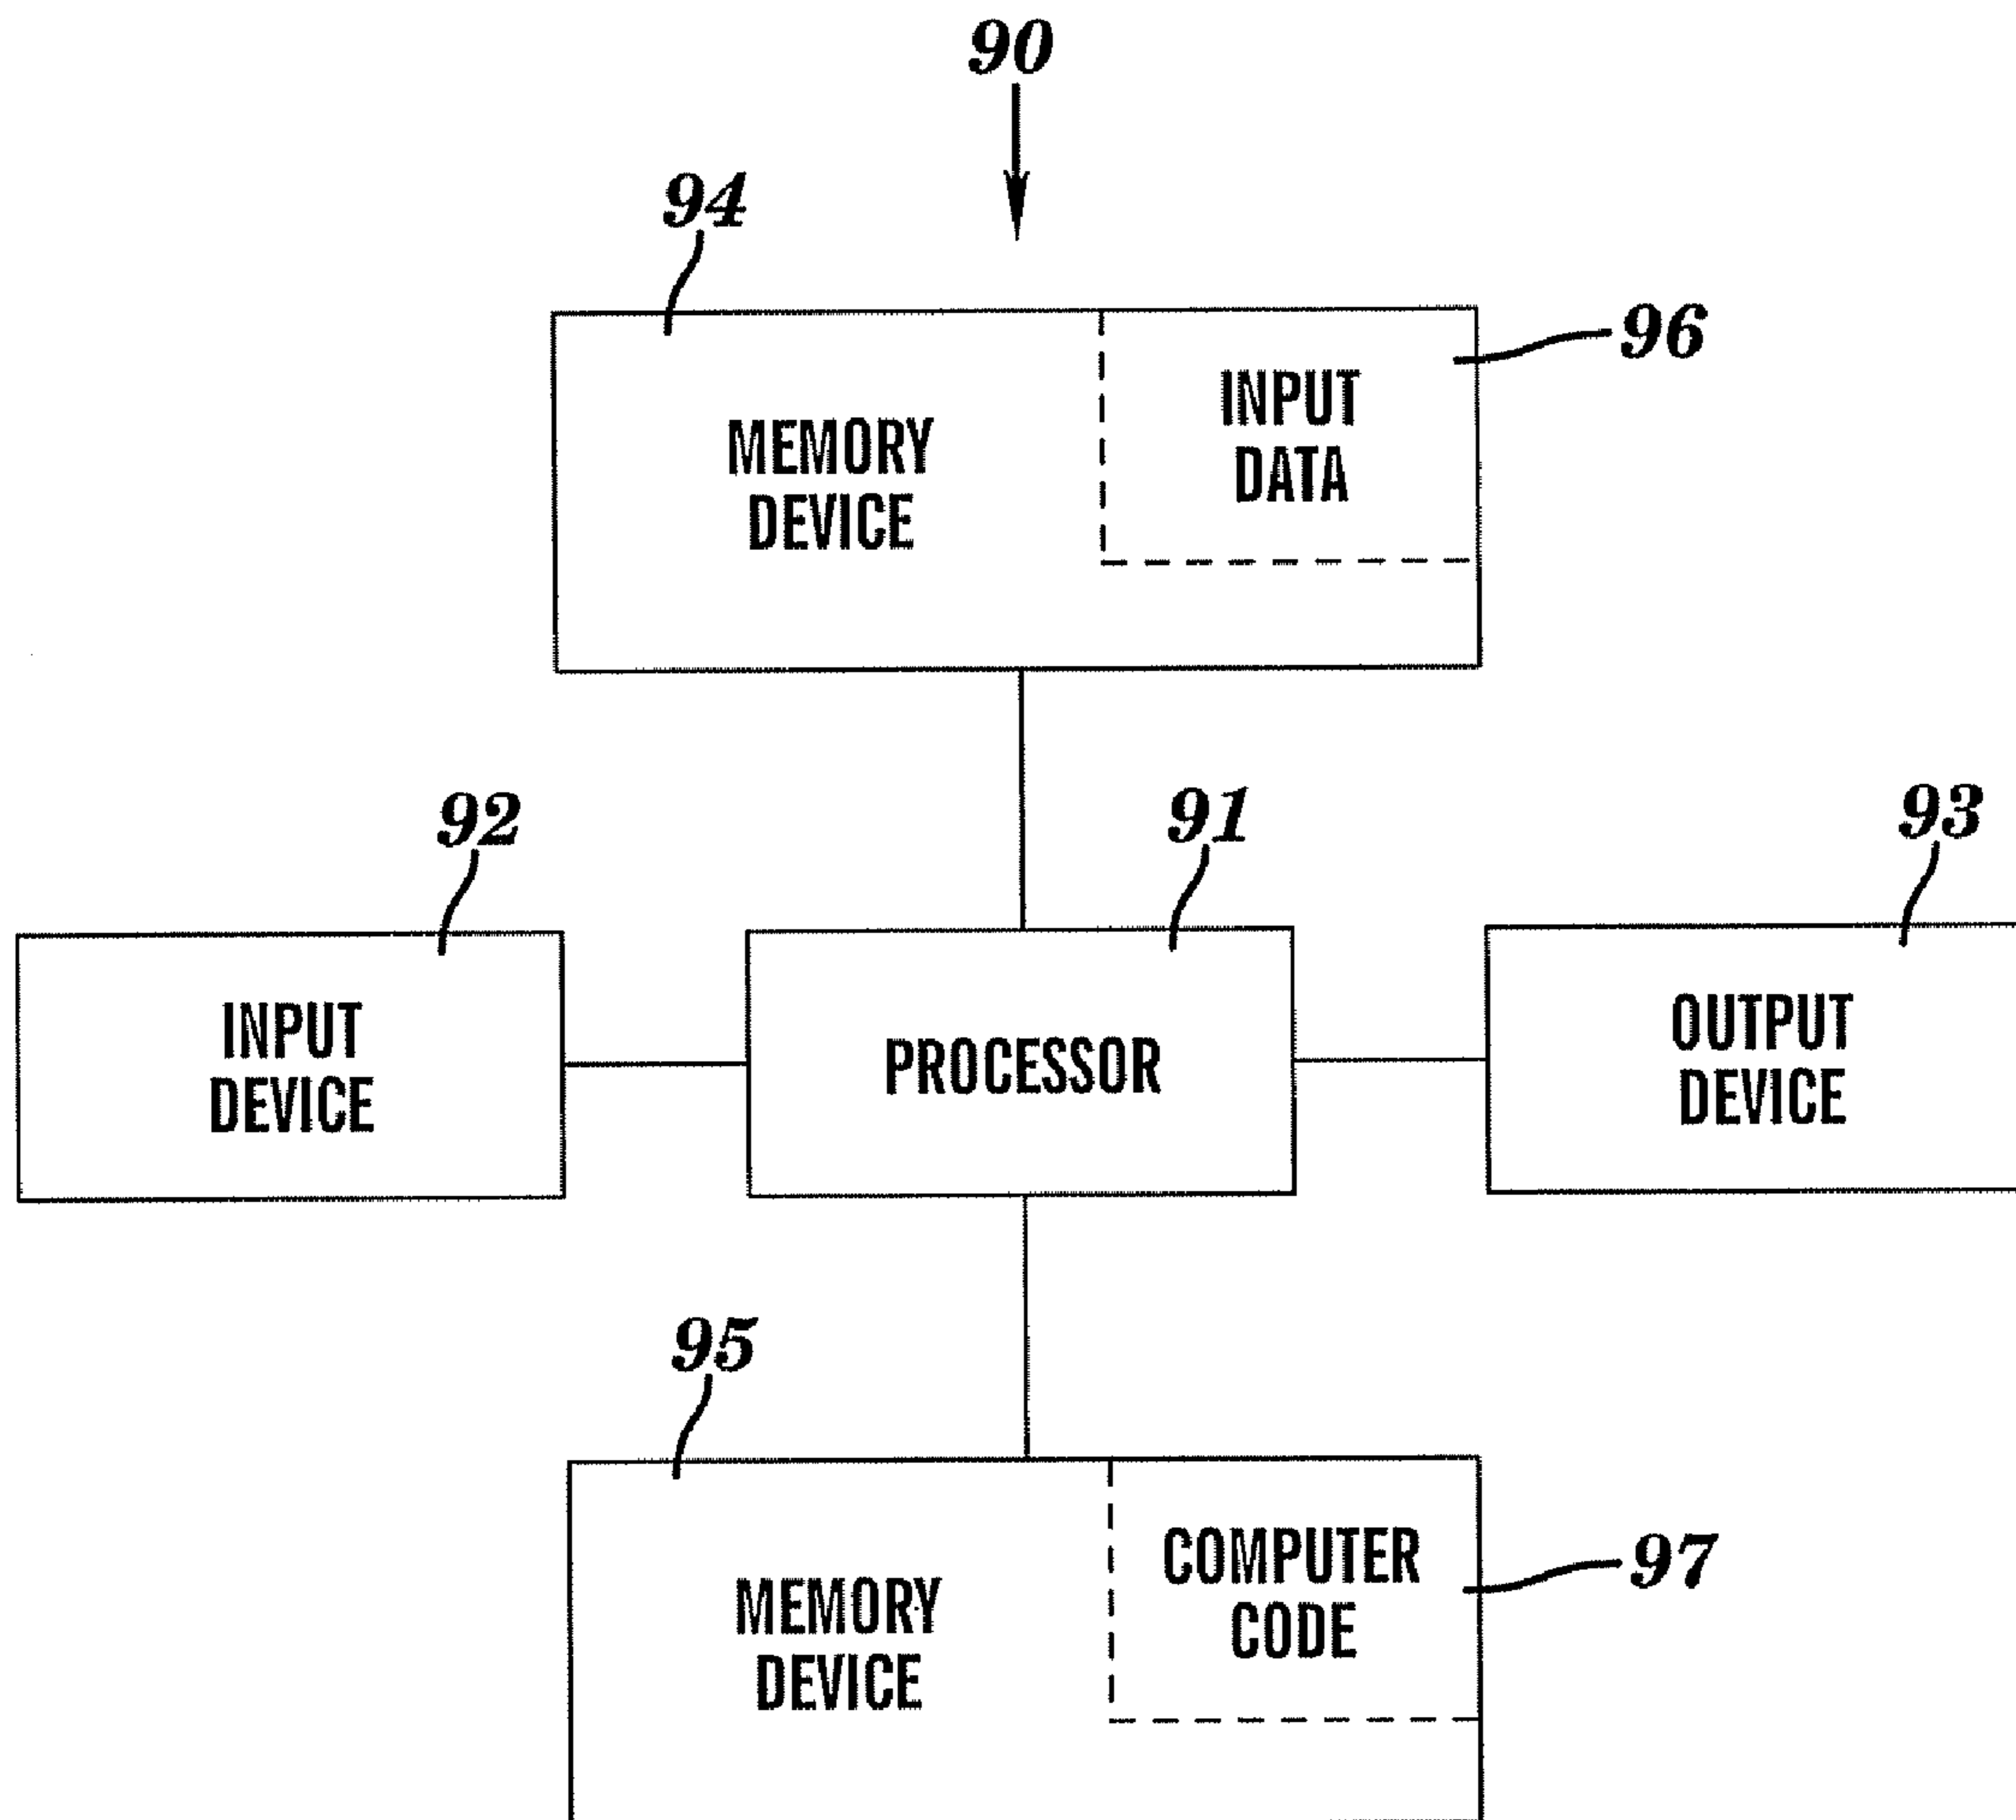 90
94
96
INPUT
DATA
MEMORY
DEVICE
92
91
93
INPUT
DEVICE
PROCESSOR
OUTPUT
DEVICE
95
97
COMPUTER
CODE
MEMORY
DEVICE